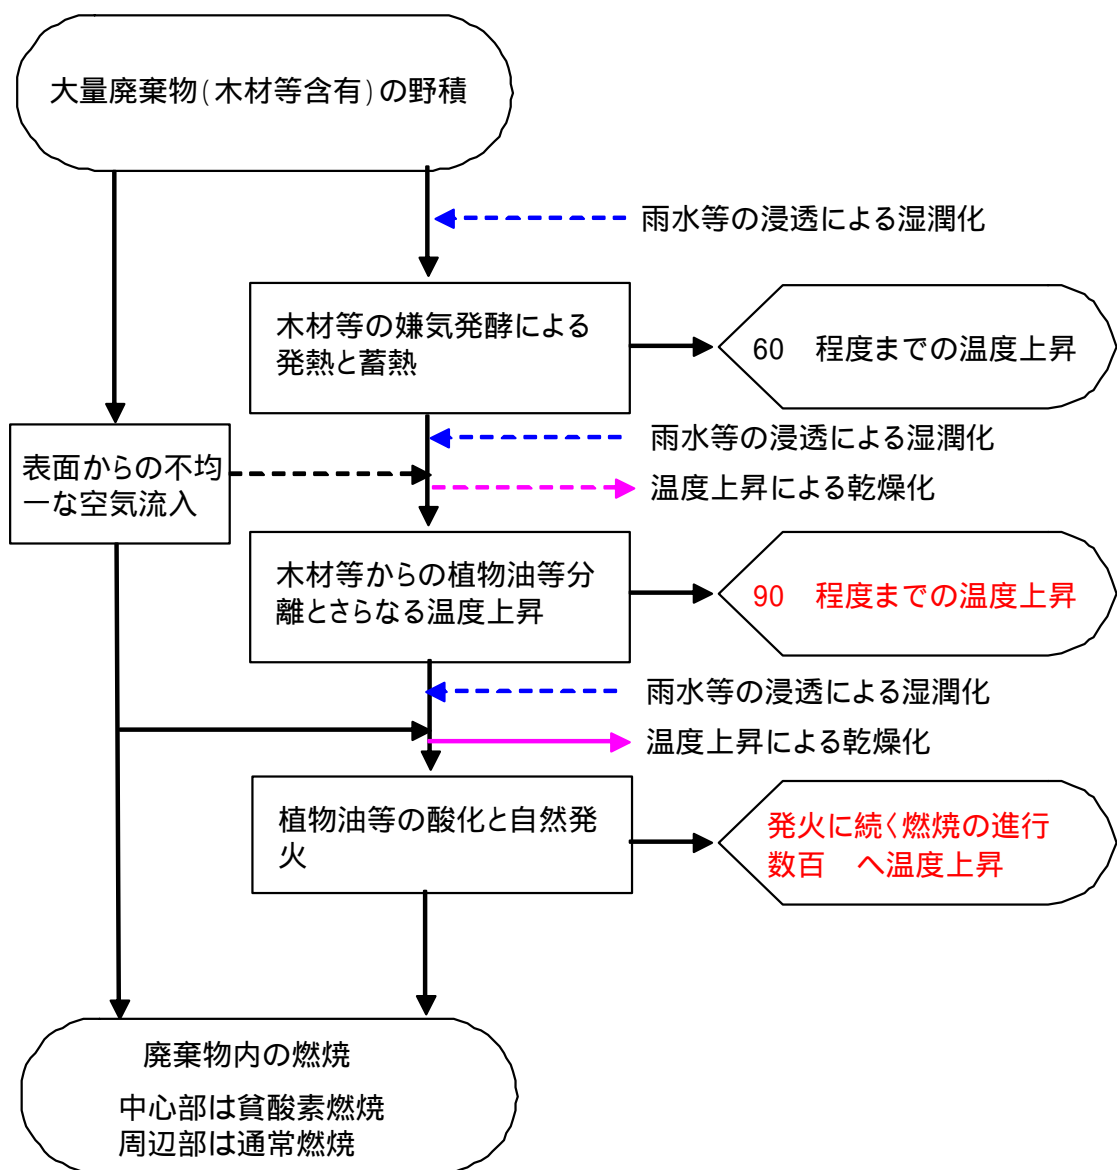 大量廃棄物(木材等含有)の野積
雨水等の浸透による湿潤化
木材等の嫌気発酵による
発熱と蓄熱
60　程度までの温度上昇
雨水等の浸透による湿潤化
表面からの不均
一な空気流入
温度上昇による乾燥化
木材等からの植物油等分
離とさらなる温度上昇
90　程度までの温度上昇
雨水等の浸透による湿潤化
温度上昇による乾燥化
植物油等の酸化と自然発
火
発火に続く燃焼の進行
数百　へ温度上昇
廃棄物内の燃焼
中心部は貧酸素燃焼
周辺部は通常燃焼